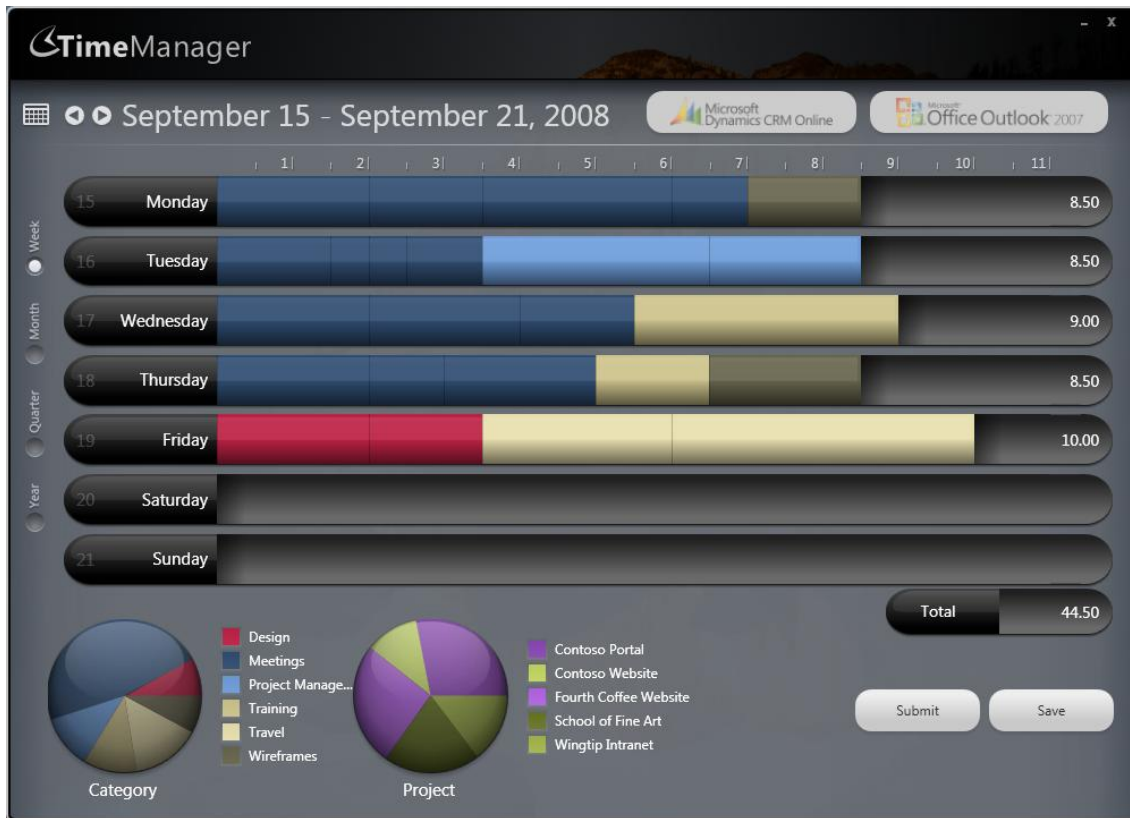 TimeManager
September 15 - September 21, 2008
Microsoft Dynamics CRM Online
Microsoft Office Outlook 2007
1 2 3 4 5 6 7 8 9 10 11
15 Monday 8.50
16 Tuesday 8.50
17 Wednesday 9.00
18 Thursday 8.50
19 Friday 10.00
20 Saturday
21 Sunday
Week
Month
Quarter
Year
Total 44.50
Design
Meetings
Project Manage...
Training
Travel
Wireframes
Category
Contoso Portal
Contoso Website
Fourth Coffee Website
School of Fine Art
Wingtip Intranet
Project
Submit
Save